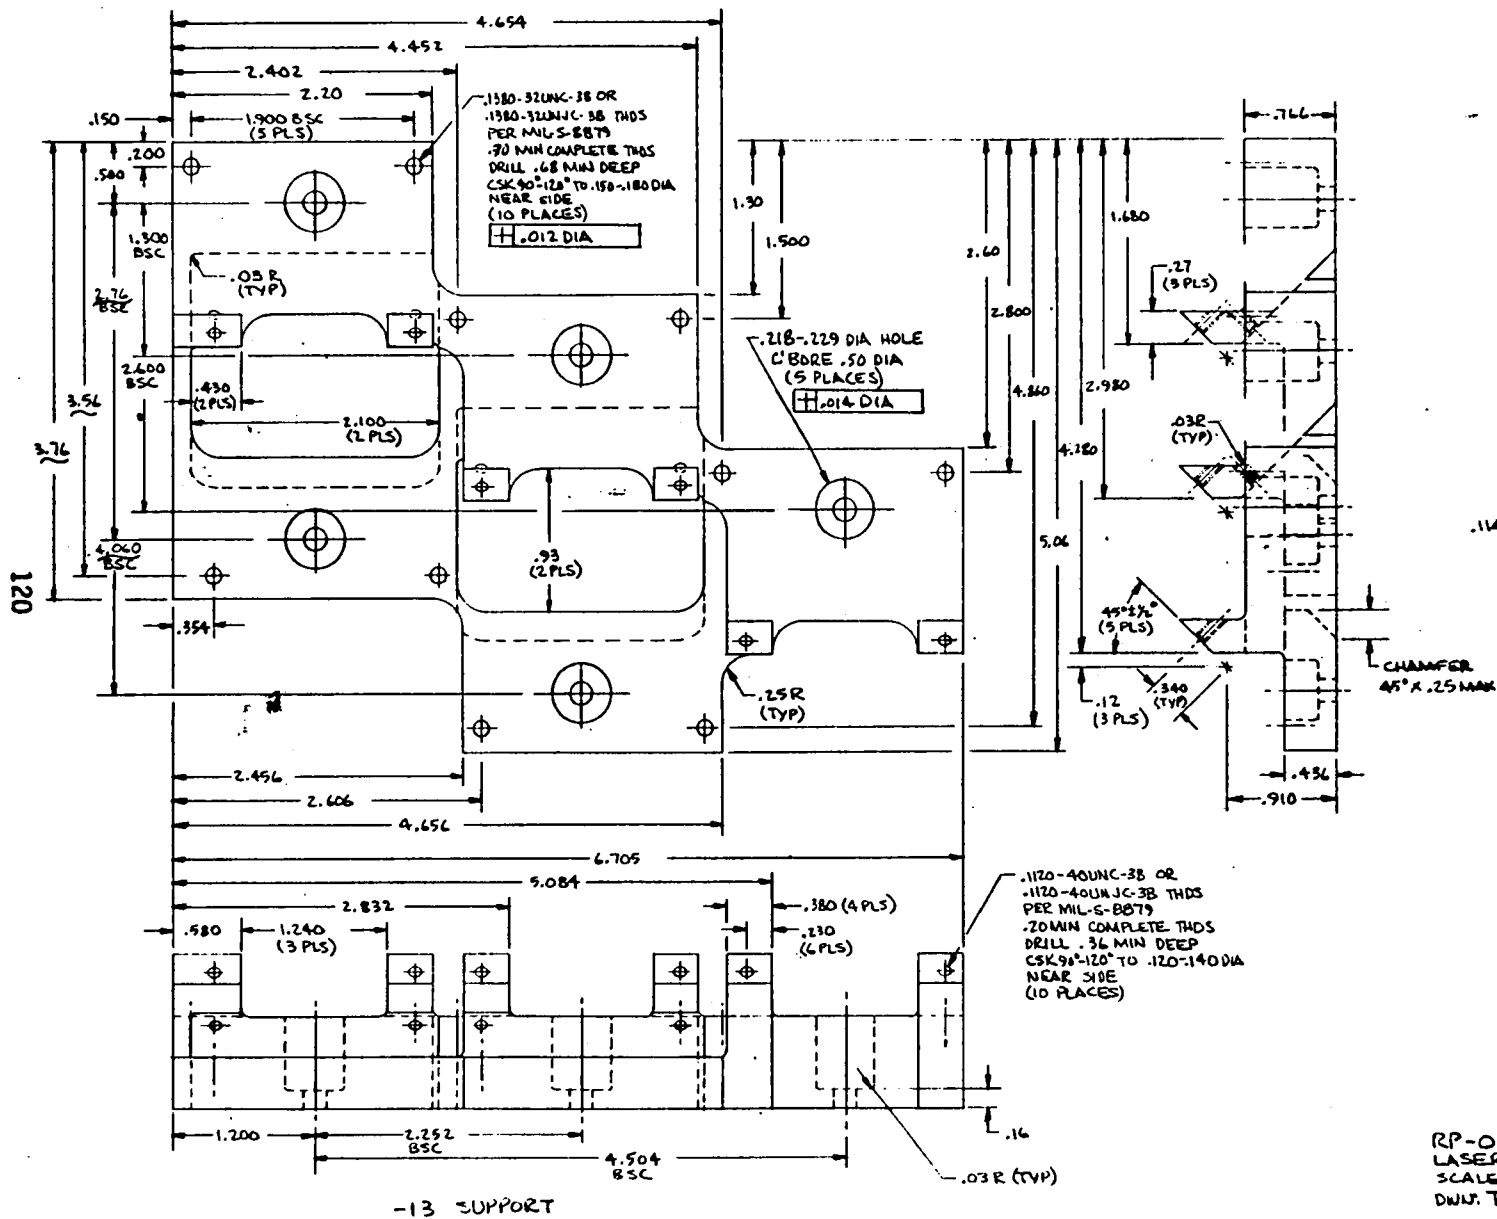 4.654
4.452
2.402
2.20
.150
1.900 BSC
(5 PLS)
.200
.500
1.300
BSC
2.76
BSC
2.600
BSC
3.56
3.76
4.060
BSC
.354
.1380-32UNC-3B OR
.1380-32UNJC-3B THDS
PER MIL-S-8879
DRILL .68 MIN DEEP
CSK 90°-120° TO .150-.180 DIA
NEAR SIDE
(10 PLACES)
.012 DIA
.03 R
(TYP)
.430
(2 PLS)
2.100
(2 PLS)
.93
(2 PLS)
1.30
1.500
.218-.229 DIA HOLE
C'BORE .50 DIA
(5 PLACES)
.014 DIA
.25 R
(TYP)
2.60
2.800
4.860
5.06
4.280
2.980
1.680
.766
.27
(3 PLS)
.03R
(TYP)
45°±½°
(3 PLS)
.340
(TYP)
.12
(3 PLS)
CHAMFER
45° x .25 MAX
.436
.910
2.456
2.606
4.656
6.705
5.084
2.832
.380 (4 PLS)
.580
1.240
(3 PLS)
.230
(6 PLS)
.1120-40UNC-3B OR
.1120-40UNJC-3B THDS
PER MIL-S-8879
.20 MIN COMPLETE THDS
DRILL .36 MIN DEEP
CSK 90°-120° TO .120-.140 DIA
NEAR SIDE
(10 PLACES)
1.200
2.252
BSC
4.504
BSC
.16
.03 R (TYP)
-13 SUPPORT
120
RP-0
LASER
SCALE
DWN. T